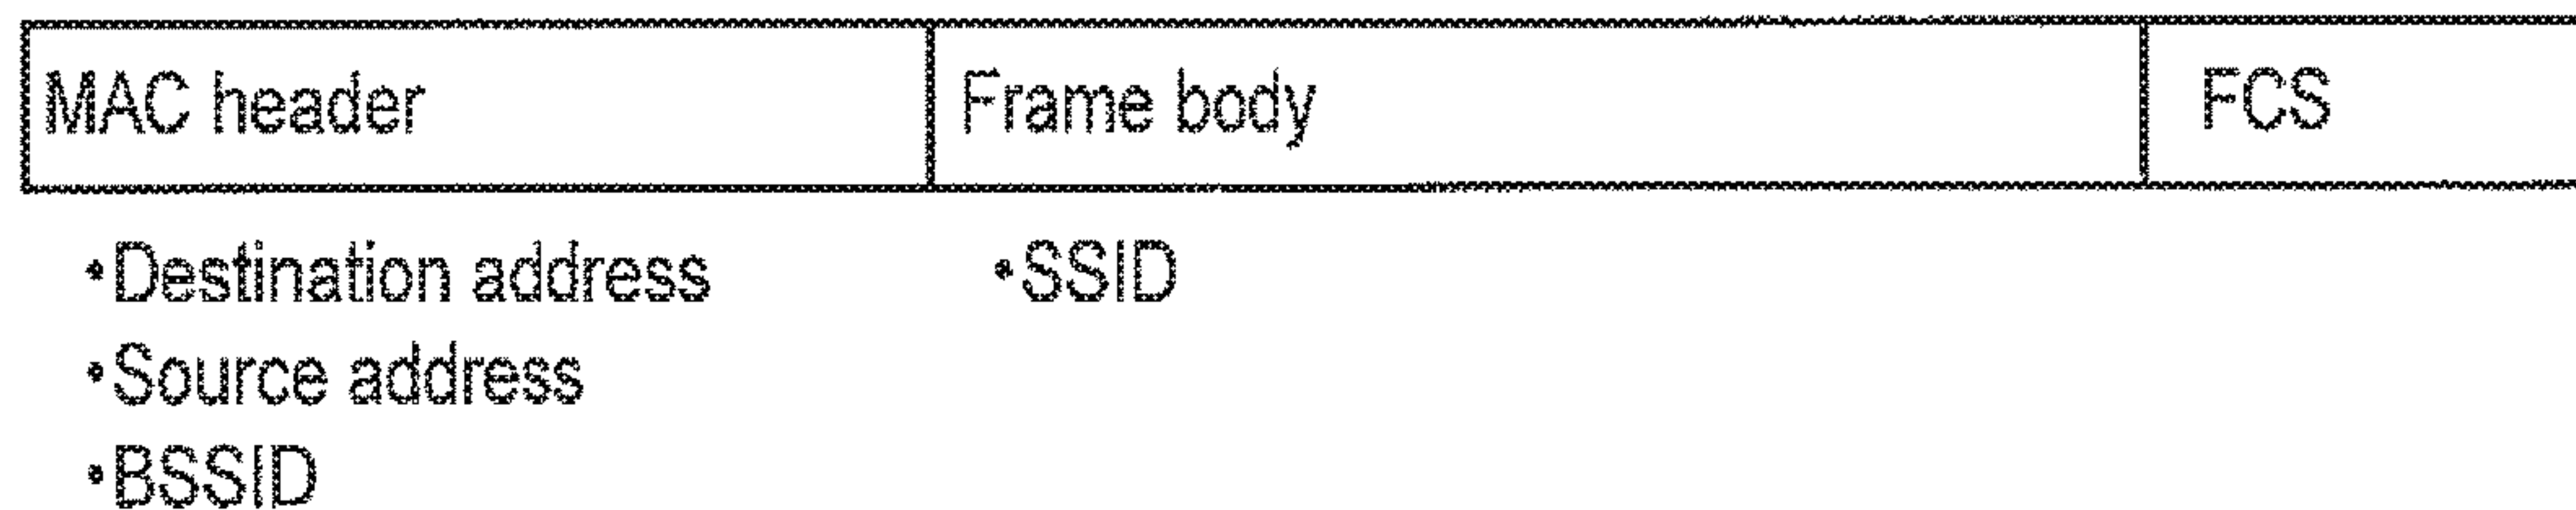 MAC header Frame body FCS
•Destination address •SSID
•Source address
•BSSID